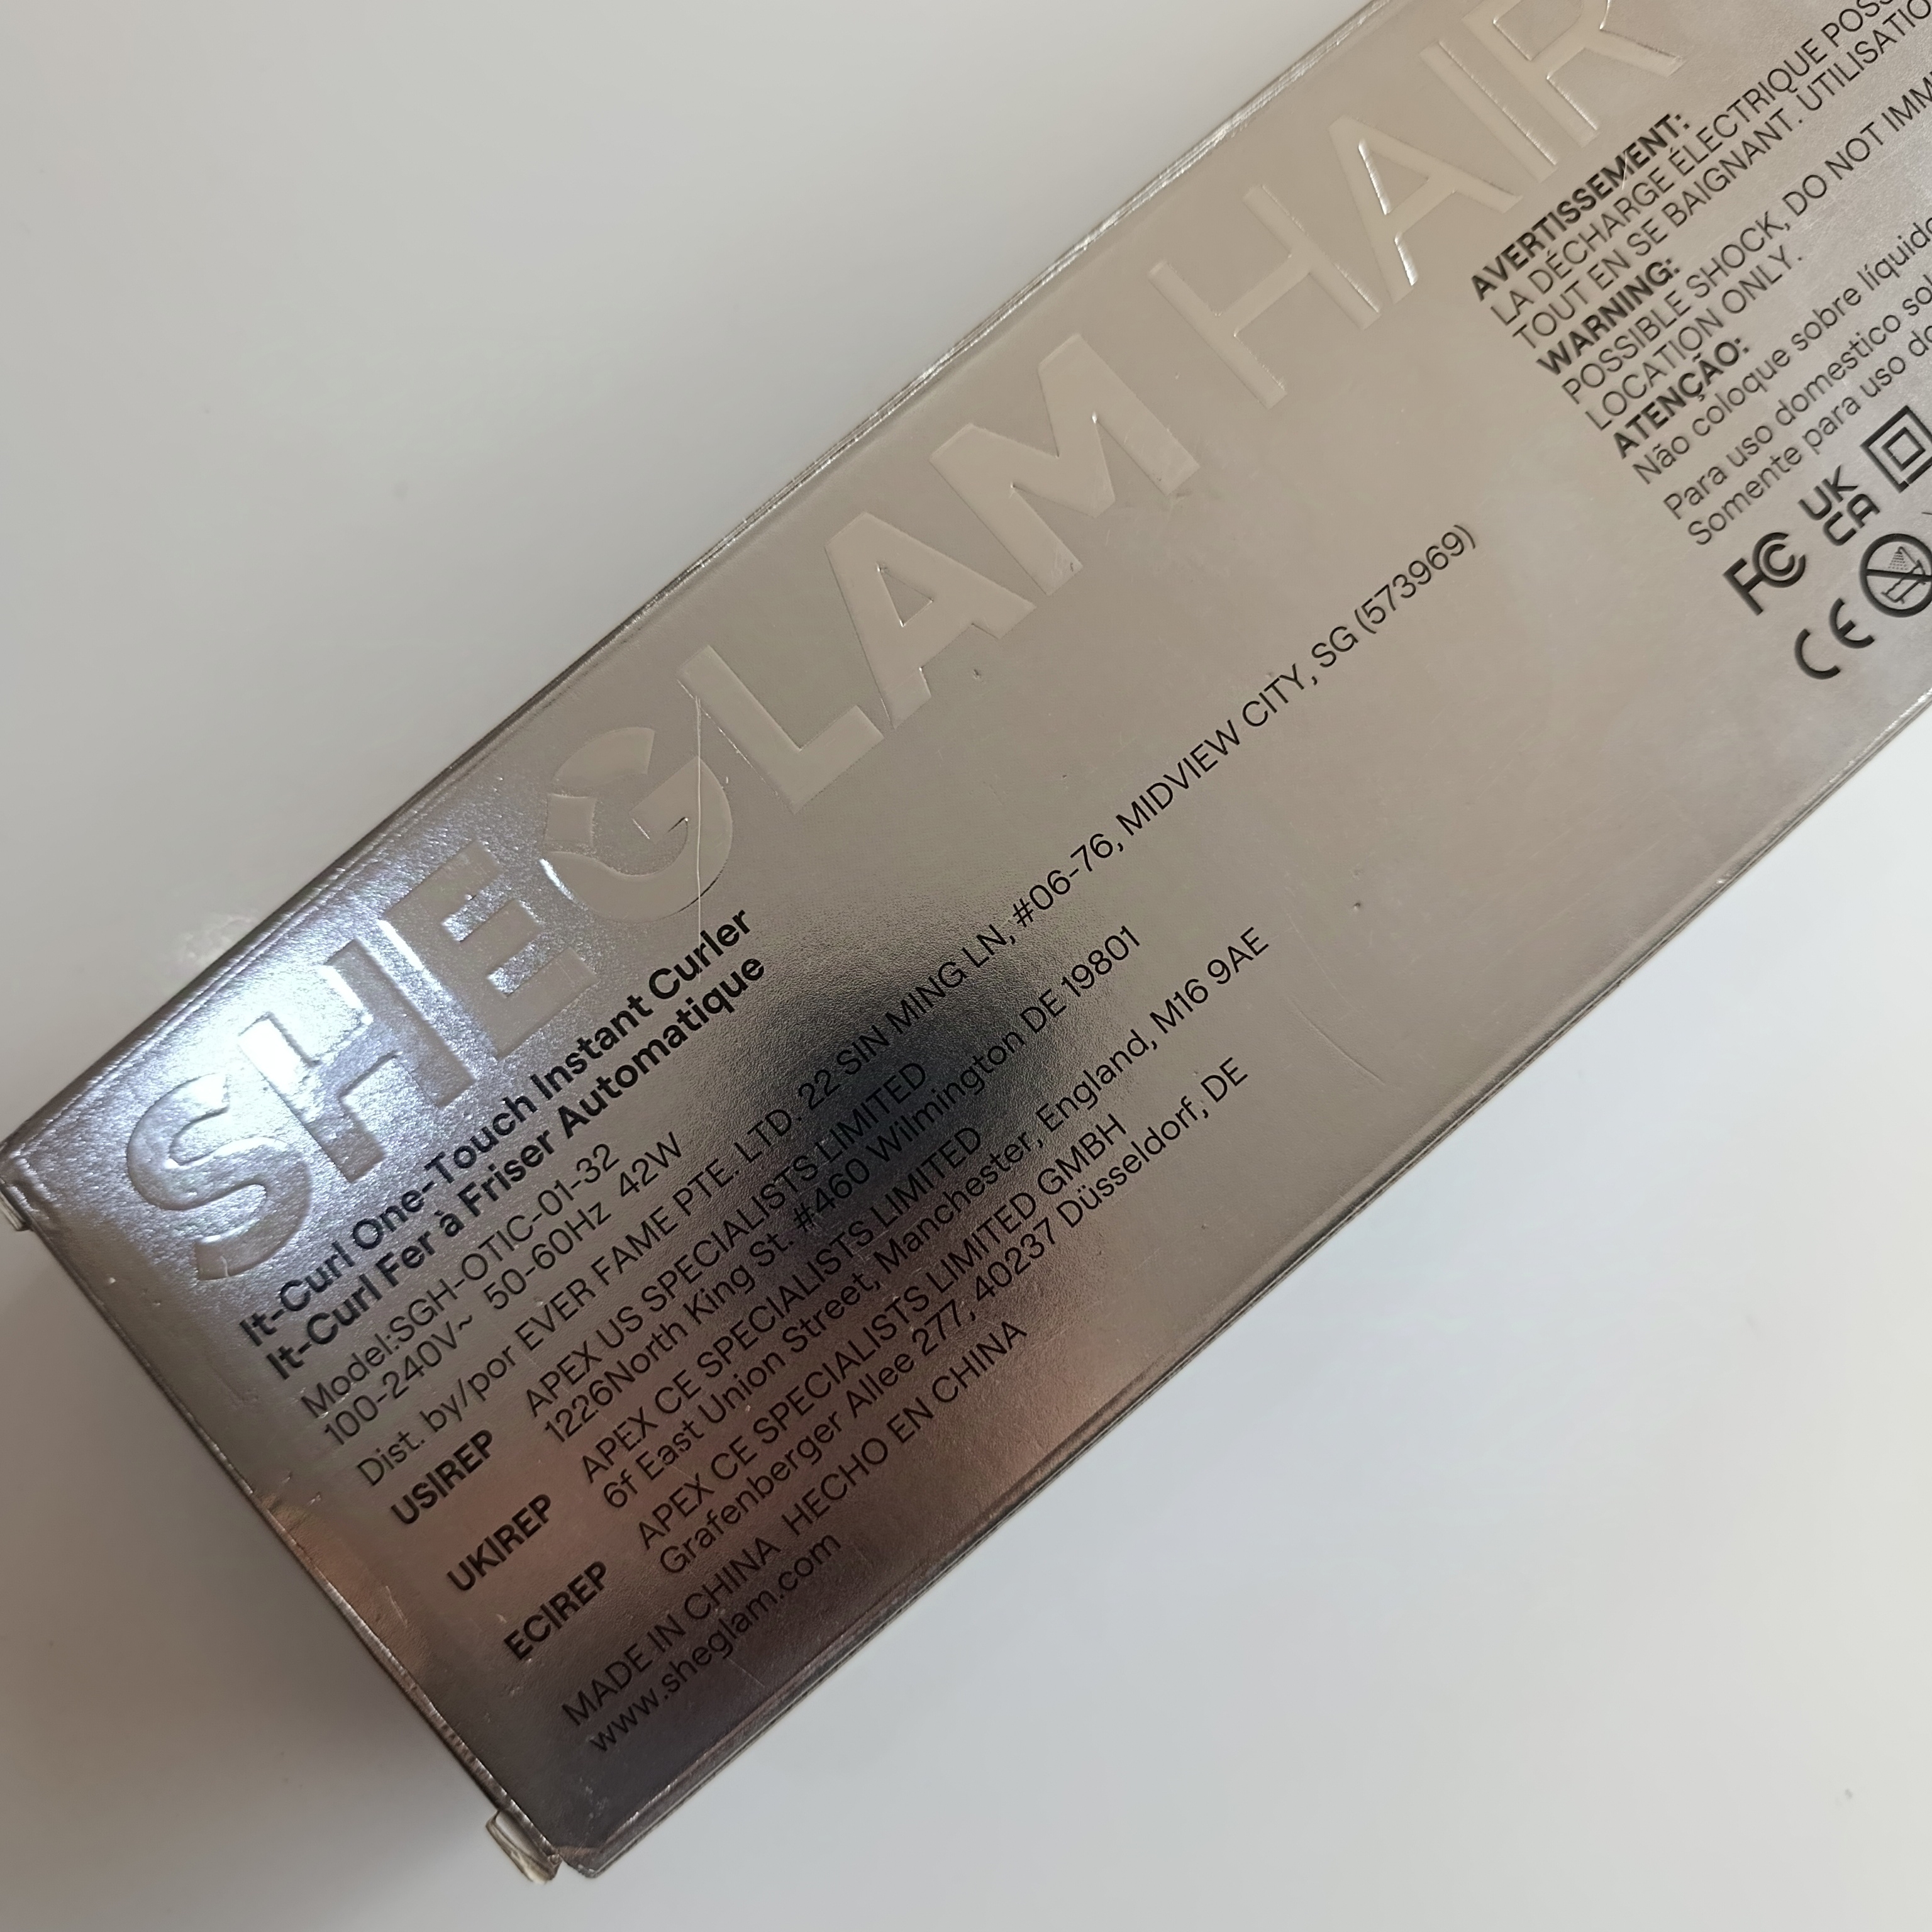 SHEGLAM HAIR
It-Curl One-Touch Instant Curler
It-Curl Fer à Friser Automatique
Model:SGH-OTIC-01-32
100-240V~ 50-60Hz 42W
Dist. by/por EVER FAME PTE. LTD. 22 SIN MING LN, #06-76, MIDVIEW CITY, SG (573969)
US|REP APEX US SPECIALISTS LIMITED
1226North King St. #460 Wilmington DE 19801
UK|REP APEX CE SPECIALISTS LIMITED
6f East Union Street, Manchester, England, M16 9AE
EC|REP APEX CE SPECIALISTS LIMITED GMBH
Grafenberger Allee 277, 40237 Düsseldorf, DE
MADE IN CHINA HECHO EN CHINA
www.sheglam.com
AVERTISSEMENT:
LA DÉCHARGE ÉLECTRIQUE
TOUT EN SE BAIGNANT.
WARNING:
POSSIBLE SHOCK, DO NOT
LOCATION ONLY.
ATENÇÃO:
Não coloque sobre
Para uso domestico
Somente para uso
FC UK CA
CE